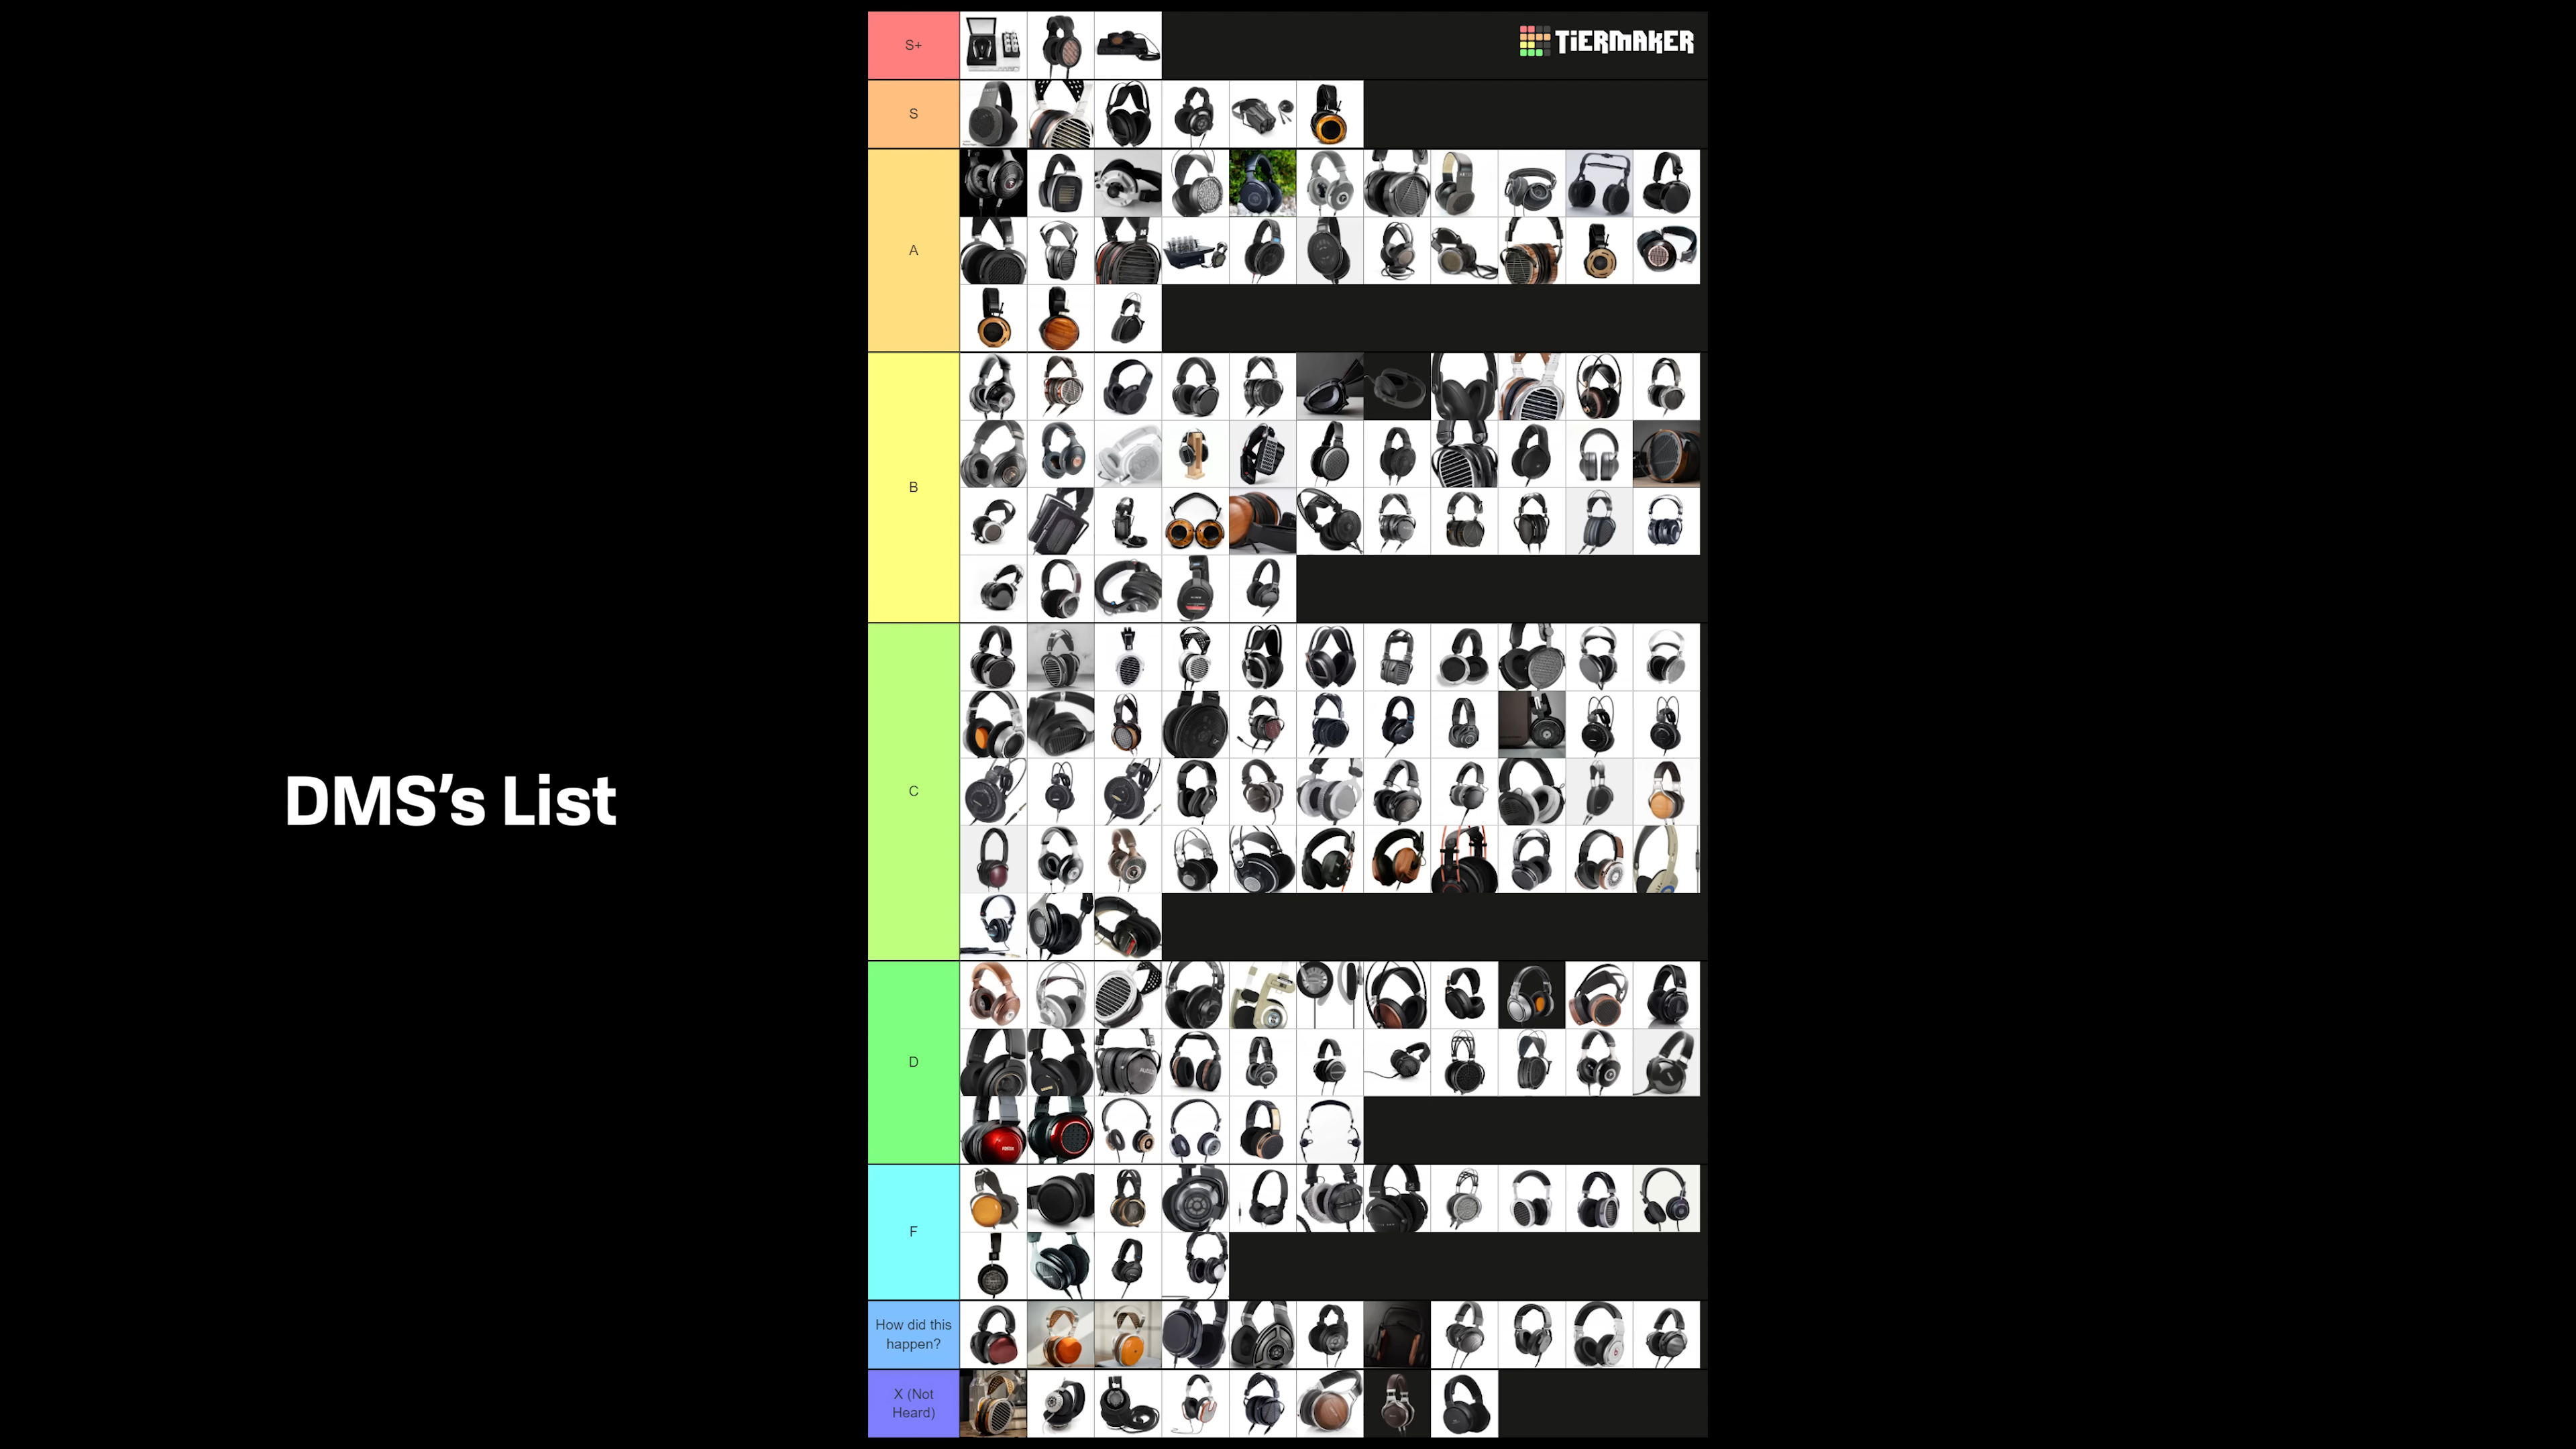 TiERMAKER
S+
S
A
B
DMS's List
C
D
F
How did this
happen?
X (Not
Heard)